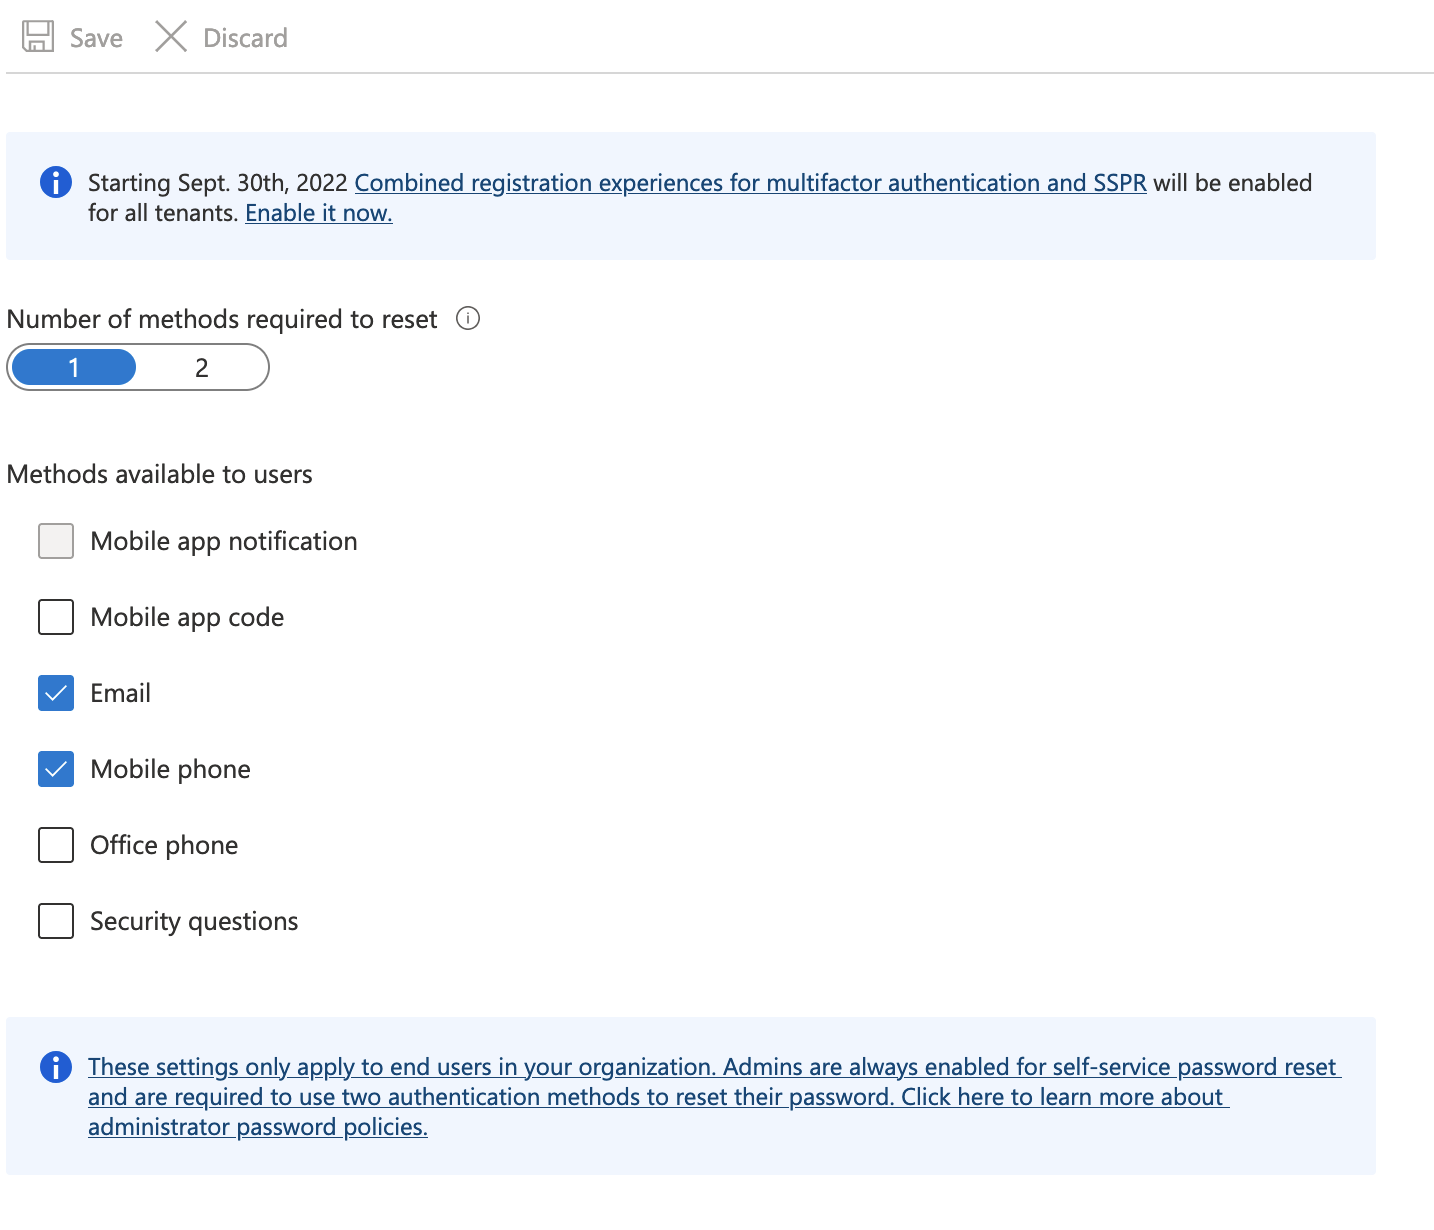 Save Discard
Starting Sept. 30th, 2022 Combined registration experiences for multifactor authentication and SSPR will be enabled
for all tenants. Enable it now.
Number of methods required to reset
1 2
Methods available to users
Mobile app notification
Mobile app code
Email
Mobile phone
Office phone
Security questions
These settings only apply to end users in your organization. Admins are always enabled for self-service password reset
and are required to use two authentication methods to reset their password. Click here to learn more about
administrator password policies.